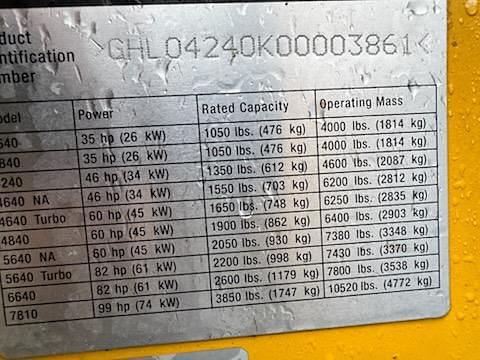 duct
ntification
mber
>GHL04240K00003861<
odel Power Rated Capacity Operating Mass
640 35 hp (26 kW) 1050 lbs. (476 kg) 4000 lbs. (1814 kg)
840 35 hp (26 kW) 1050 lbs. (476 kg) 4000 lbs. (1814 kg)
240 46 hp (34 kW) 1350 lbs. (612 kg) 4600 lbs. (2087 kg)
4640 NA 46 hp (34 kW) 1550 lbs. (703 kg) 6200 lbs. (2812 kg)
4640 Turbo 60 hp (45 kW) 1650 lbs. (748 kg) 6250 lbs. (2835 kg)
4840 60 hp (45 kW) 1900 lbs. (862 kg) 6400 lbs. (2903 kg)
5640 NA 60 hp (45 kW) 2050 lbs. (930 kg) 7380 lbs. (3348 kg)
5640 Turbo 82 hp (61 kW) 2200 lbs. (998 kg) 7430 lbs. (3370 kg)
6640 82 hp (61 kW) 2600 lbs. (1179 kg) 7800 lbs. (3538 kg)
7810 99 hp (74 kW) 3850 lbs. (1747 kg) 10520 lbs. (4772 kg)